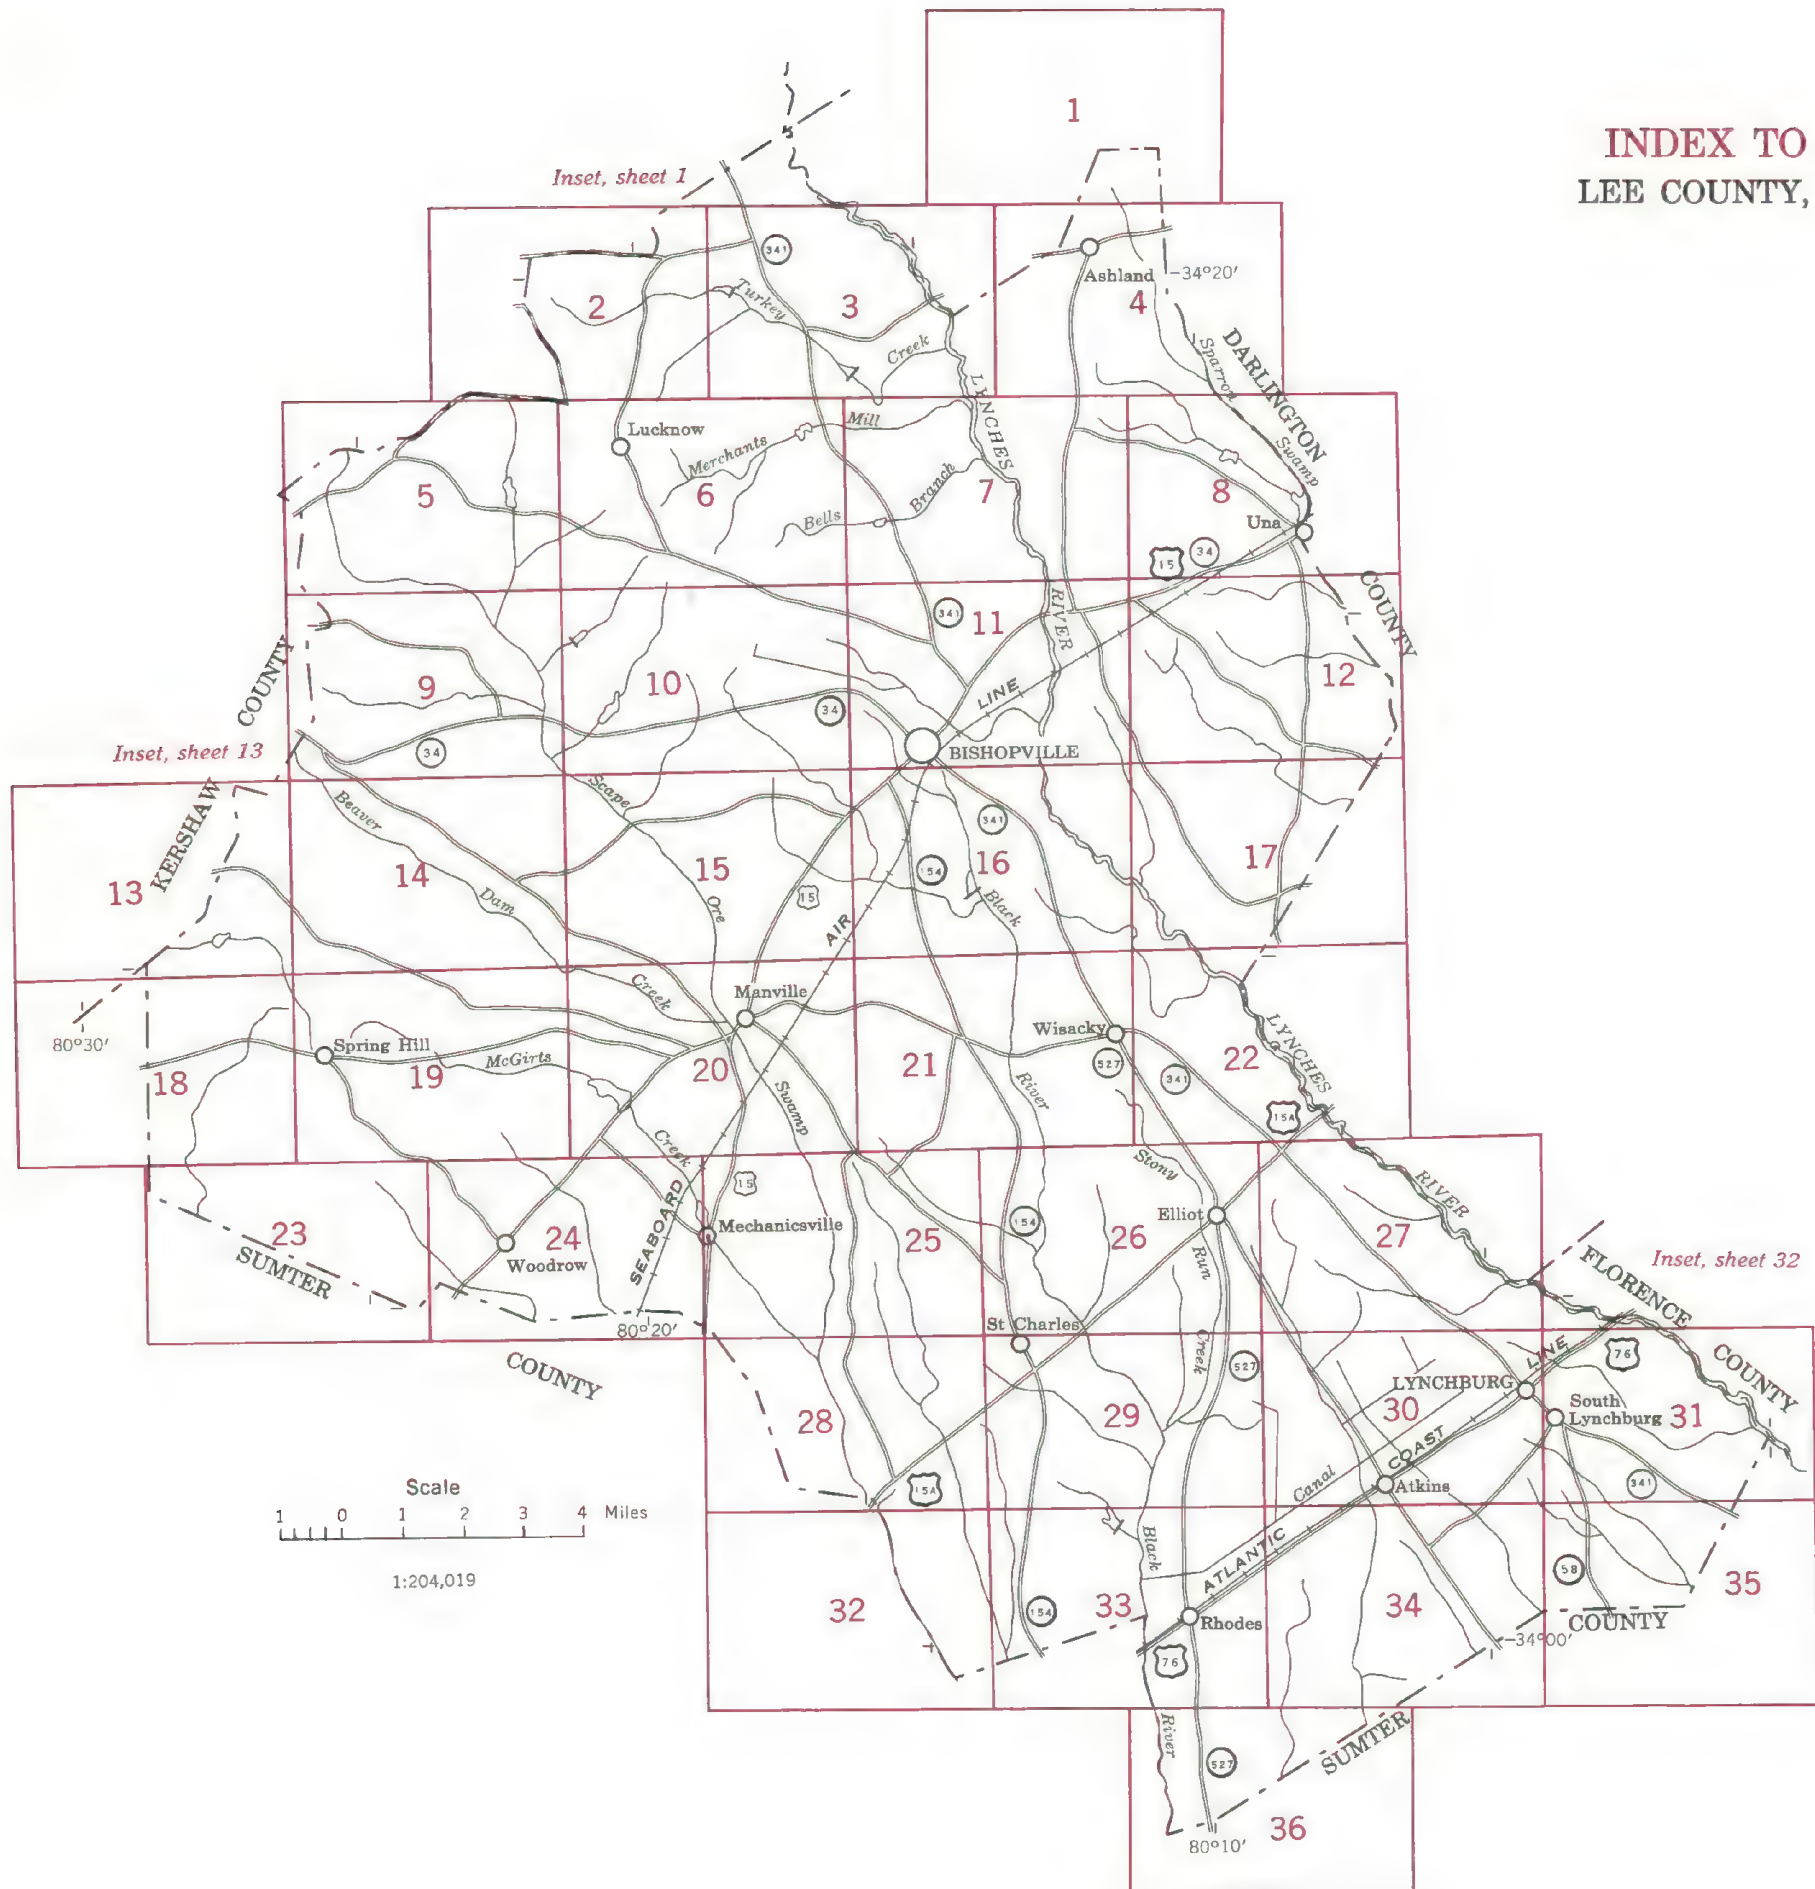 INDEX TO
LEE COUNTY,
1
Inset, sheet 1
341
Ashland
34°20'
2
3
4
Turkey
Creek
DARLINGTON
Sparrow
Swamp
LYNCHES
Lucknow
Merchants
Mill
5
6
7
8
Bells
Branch
Una
15
34
COUNTY
341
11
RIVER
COUNTY
9
10
12
LINE
34
34
BISHOPVILLE
Inset, sheet 13
KERSHAW
Beaver
Scape
341
13
14
15
16
17
154
15
Dam
Ore
Black
AIR
Creek
Manville
80°30'
Spring Hill
Wisacky
LYNCHES
McGirts
18
19
20
21
22
527
341
River
Swamp
15A
Creek
Stony
15
RIVER
SEABOARD
Mechanicsville
154
Elliot
23
24
25
26
27
Woodrow
SUMTER
Run
Inset, sheet 32
FLORENCE
80°20'
St Charles
COUNTY
Creek
527
LINE
76
COUNTY
LYNCHBURG
South
Lynchburg
28
29
30
31
COAST
Canal
Atkins
341
15A
Scale
1 0 1 2 3 4 Miles
1:204,019
Black
ATLANTIC
58
32
33
34
35
154
Rhodes
COUNTY
34°00'
76
River
SUMTER
527
36
80°10'